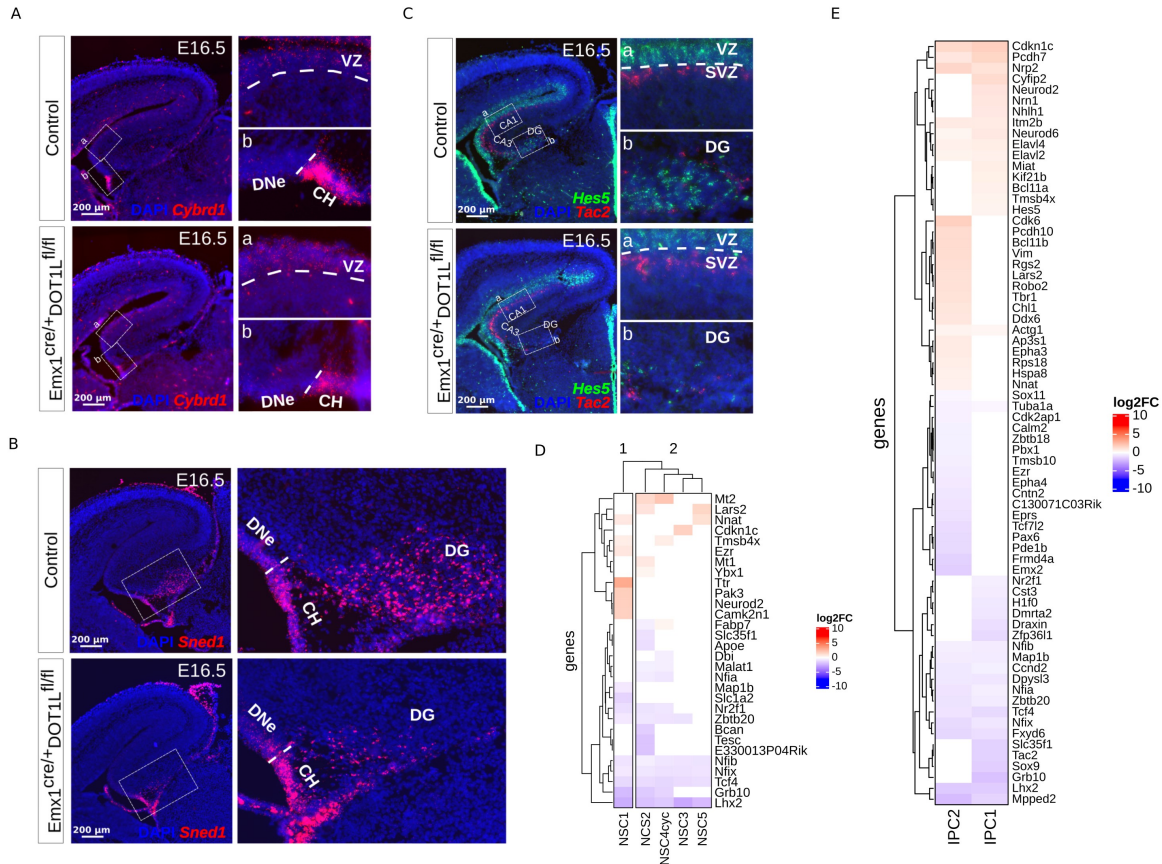 A
Control
E16.5
a
b
200 µm
DAPI Cybrd1
VZ
b
DNe
CH
Emx1cre/+DOT1Lfl/fl
E16.5
a
b
200 µm
DAPI Cybrd1
a
VZ
b
DNe
CH
B
Control
E16.5
200 µm
DAPI Sned1
DNe
CH
DG
Emx1cre/+DOT1Lfl/fl
E16.5
200 µm
DAPI Sned1
DNe
CH
DG
C
Control
E16.5
a
CA1
CA3
DG
b
200 µm
Hes5
DAPI Tac2
a
VZ
SVZ
b
DG
Emx1cre/+DOT1Lfl/fl
E16.5
a
CA1
CA3
DG
b
200 µm
Hes5
DAPI Tac2
a
VZ
SVZ
b
DG
D
1
2
genes
Mt2
Lars2
Nnat
Cdkn1c
Tmsb4x
Ezr
Mt1
Ybx1
Ttr
Pak3
Neurod2
Camk2n1
Fabp7
Slc35f1
Apoe
Dbi
Malat1
Nfia
Map1b
Slc1a2
Nr2f1
Zbtb20
Bcan
Tesc
E330013P04Rik
Nfib
Nfix
Tcf4
Grb10
Lhx2
NSC1
NCS2
NSC4cyc
NSC3
NSC5
log2FC
10
5
0
-5
-10
E
genes
Cdkn1c
Pcdh7
Nrp2
Cyfip2
Neurod2
Nrn1
Nhlh1
Itm2b
Neurod6
Elavl4
Elavl2
Miat
Kif21b
Bcl11a
Tmsb4x
Hes5
Cdk6
Pcdh10
Bcl11b
Vim
Rgs2
Lars2
Robo2
Tbr1
Chl1
Ddx6
Actg1
Ap3s1
Epha3
Rps18
Hspa8
Nnat
Sox11
Tuba1a
Cdk2ap1
Calm2
Zbtb18
Pbx1
Tmsb10
Ezr
Epha4
Cntn2
C130071C03Rik
Eprs
Tcf7l2
Pax6
Pde1b
Frmd4a
Emx2
Nr2f1
Cst3
H1f0
Dmrta2
Draxin
Zfp36l1
Nfib
Map1b
Ccnd2
Dpysl3
Nfia
Zbtb20
Tcf4
Nfix
Fxyd6
Slc35f1
Tac2
Sox9
Grb10
Lhx2
Mpped2
IPC2
IPC1
log2FC
10
5
0
-5
-10